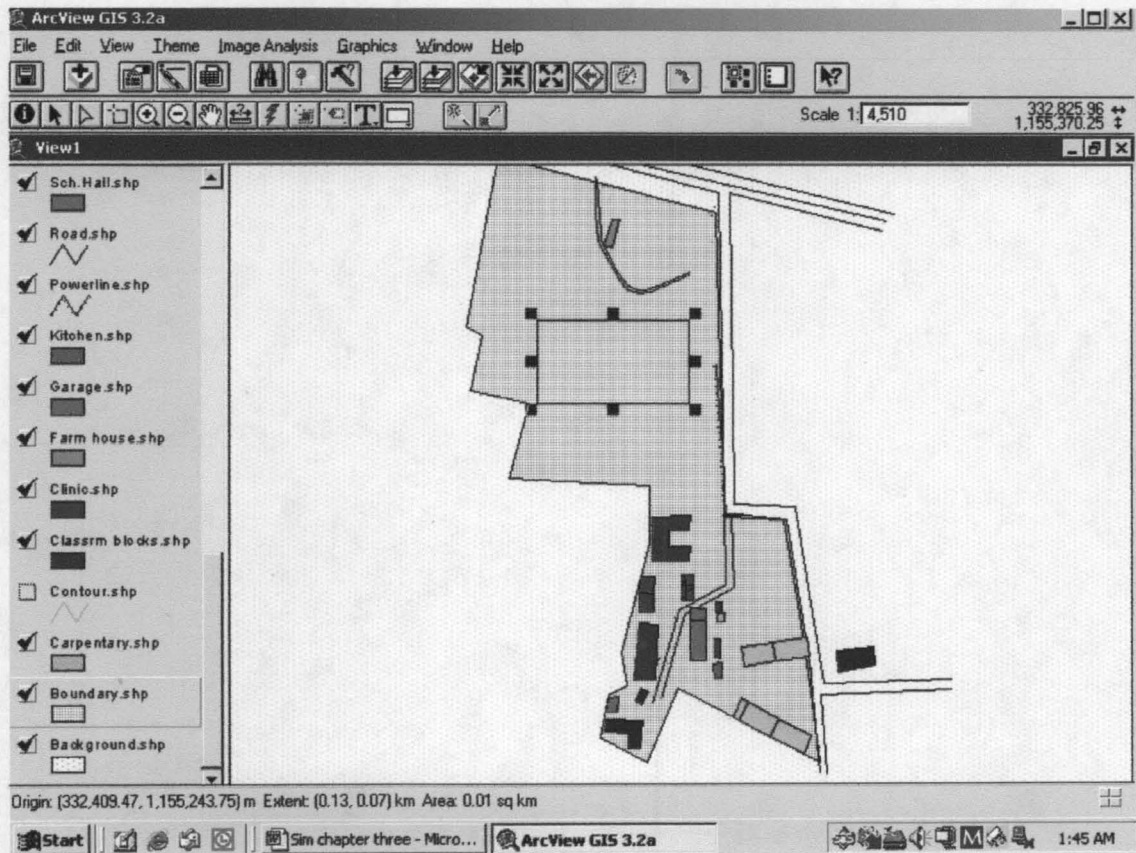 ArcView GIS 3.2a
File Edit View Theme Image Analysis Graphics Window Help
Scale 1: 4,510
332,825.96
1,155,370.25
View1
Sch.Hall.shp
Road.shp
Powerline.shp
Kitchen.shp
Garage.shp
Farm house.shp
Clinic.shp
Classrm blocks.shp
Contour.shp
Carpentary.shp
Boundary.shp
Background.shp
Origin: (332,409.47, 1,155,243.75) m Extent: (0.13, 0.07) km Area: 0.01 sq km
Start
Sim chapter three - Micro...
ArcView GIS 3.2a
1:45 AM